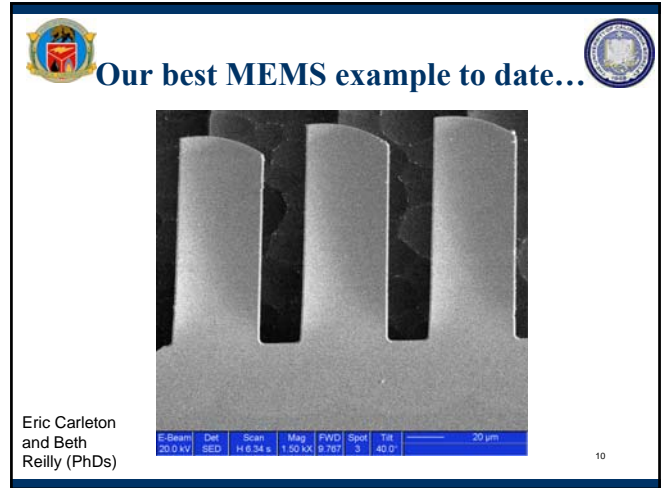 Our best MEMS example to date…
E-Beam Det Scan Mag FWD Spot Tilt 20 µm
20.0 kV SED H 6.34 s 1.50 kX 9.767 3 40.0°
Eric Carleton
and Beth
Reilly (PhDs)
10